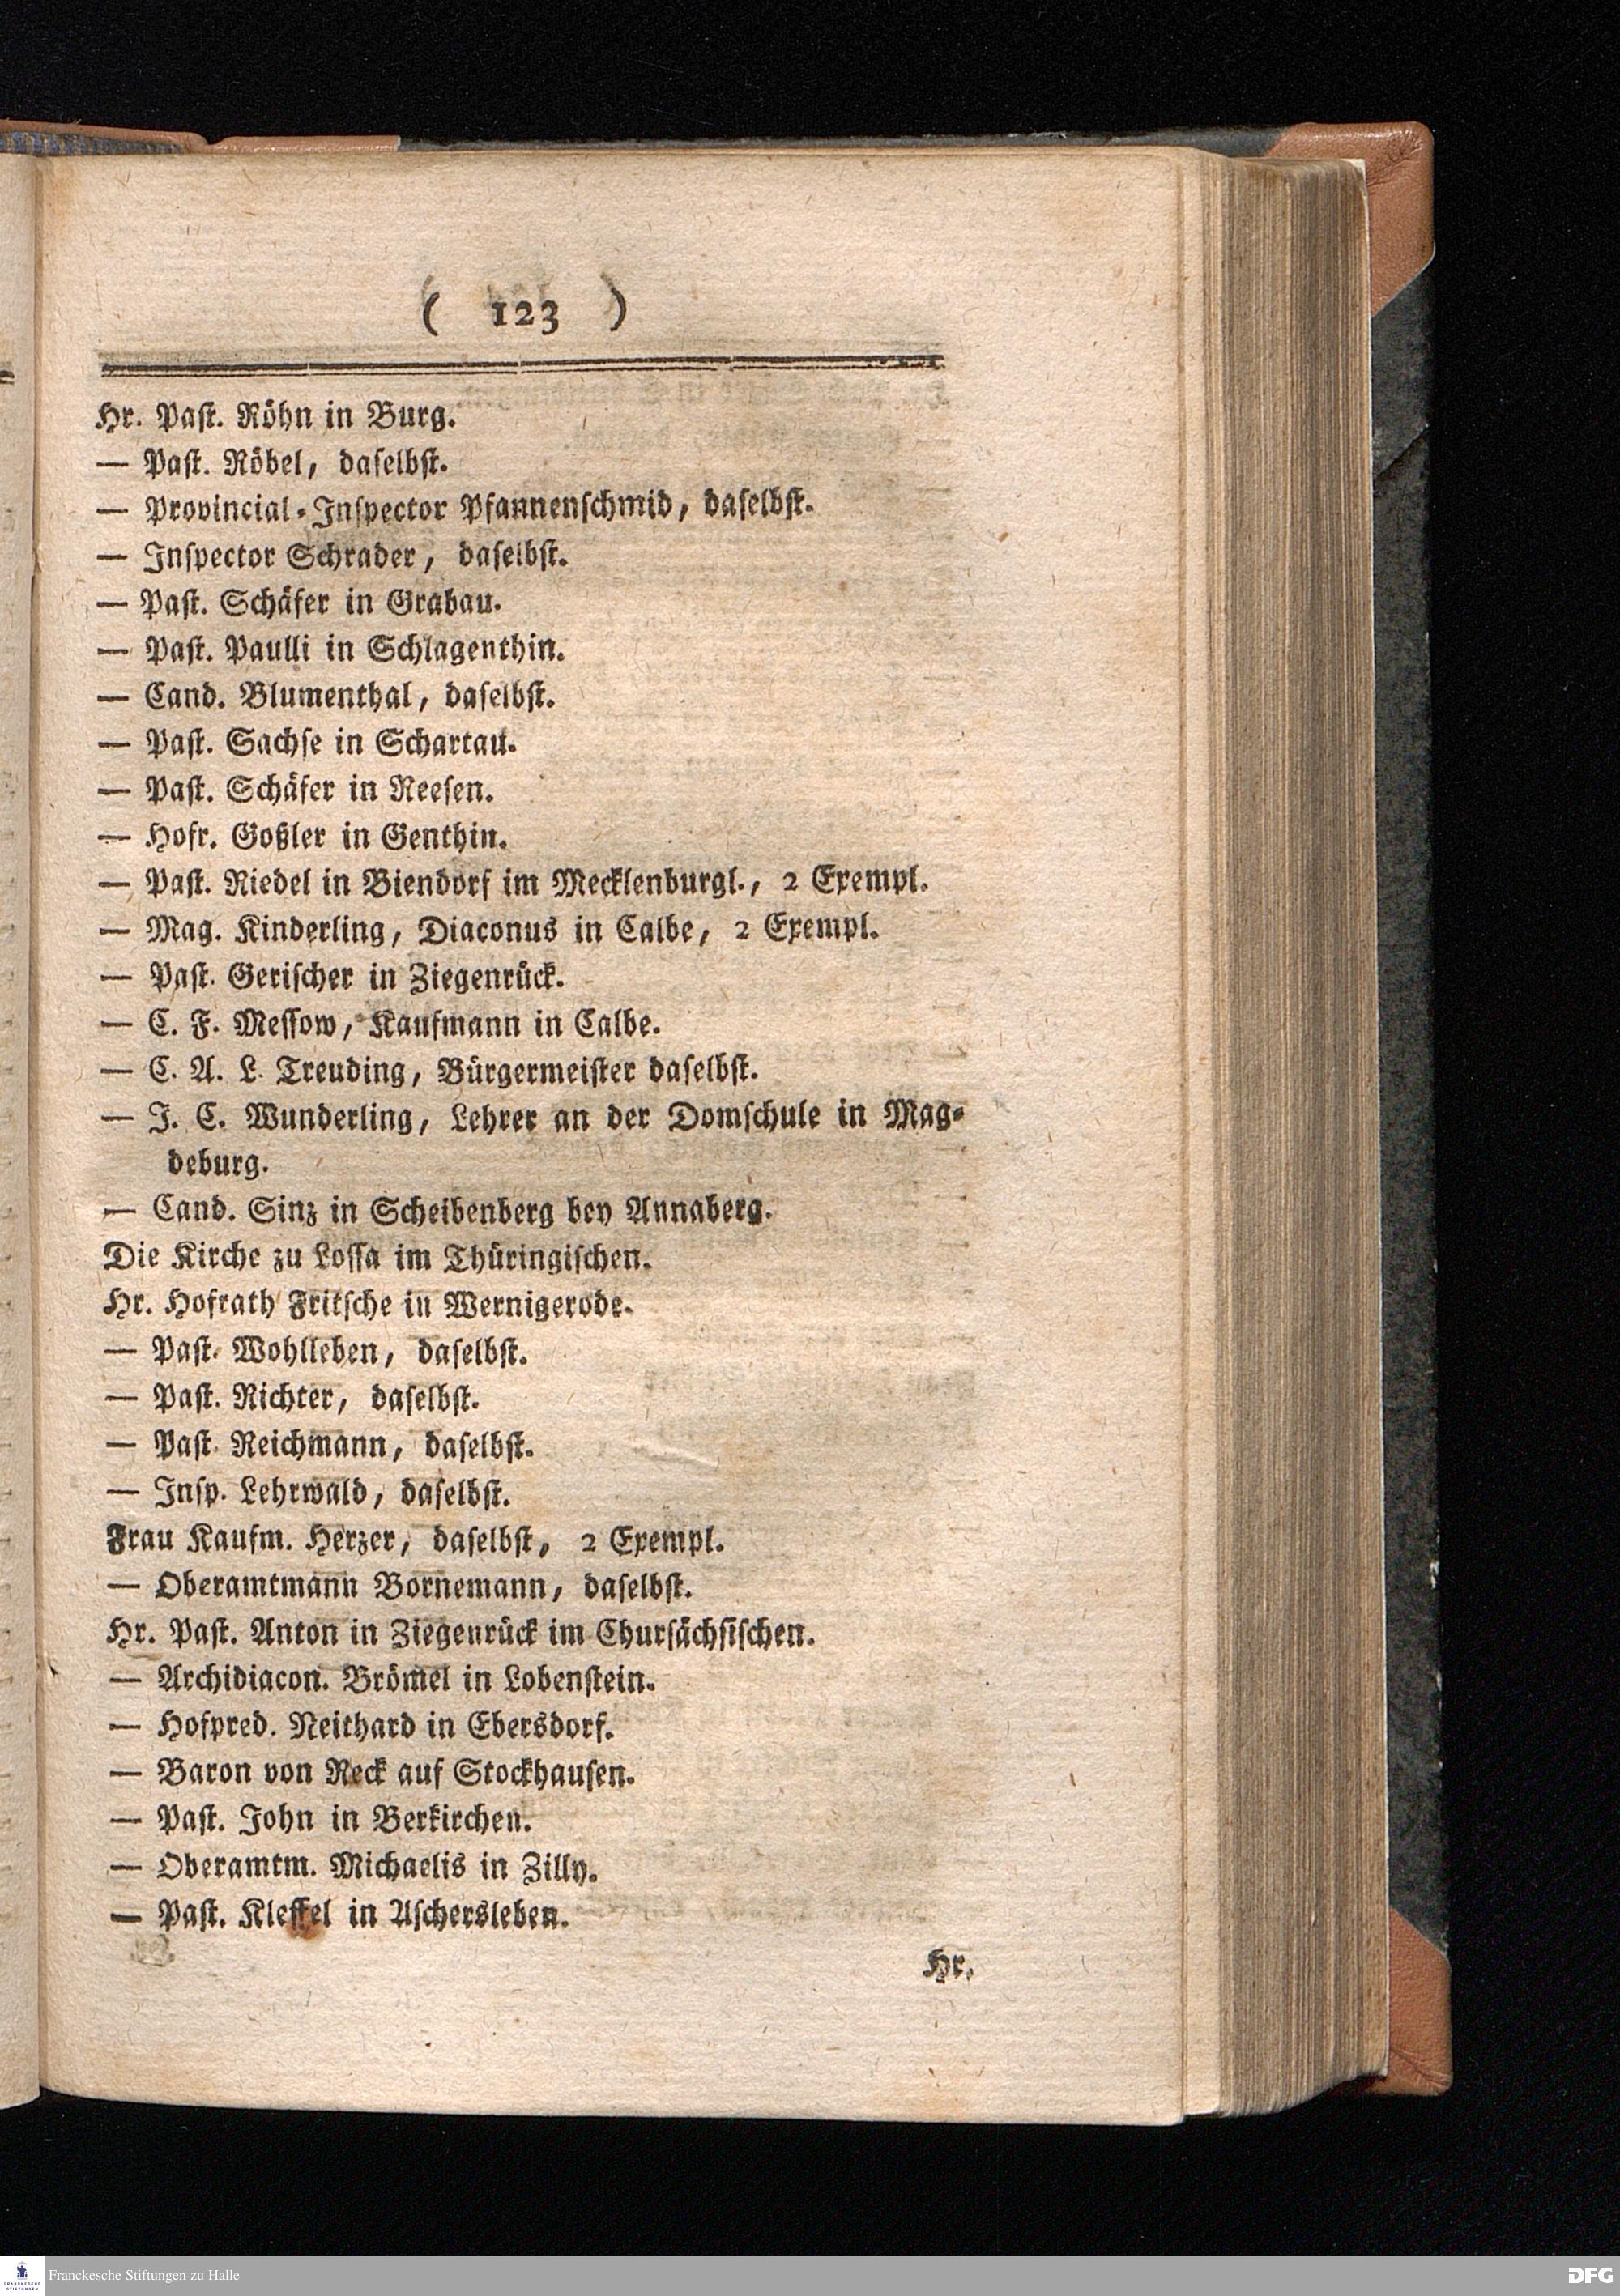 ( 123 )
Hr. Paſt. Röhn in Burg.
— Paſt. Röbel, daſelbſt.
— Provincial-Inſpector Pfannenſchmid, daſelbſt.
— Inſpector Schrader, daſelbſt.
— Paſt. Schäfer in Grabau.
— Paſt. Paulli in Schlagenthin.
— Cand. Blumenthal, daſelbſt.
— Paſt. Sachſe in Schartau.
— Paſt. Schäfer in Reeſen.
— Hofr. Goßler in Genthin.
— Paſt. Riedel in Biendorf im Mecklenburgl., 2 Exempl.
— Mag. Kinderling, Diaconus in Calbe, 2 Exempl.
— Paſt. Geriſcher in Ziegenrück.
— C. F. Meſſow, Kaufmann in Calbe.
— C. A. L. Treuding, Bürgermeiſter daſelbſt.
— J. C. Wunderling, Lehrer an der Domſchule in Mag-
deburg.
— Cand. Sinz in Scheibenberg bey Annaberg.
Die Kirche zu Loſſa im Thüringiſchen.
Hr. Hofrath Fritſche in Wernigerode.
— Paſt. Wohlleben, daſelbſt.
— Paſt. Richter, daſelbſt.
— Paſt. Reichmann, daſelbſt.
— Inſp. Lehrwald, daſelbſt.
Frau Kaufm. Herzer, daſelbſt, 2 Exempl.
— Oberamtmann Bornemann, daſelbſt.
Hr. Paſt. Anton in Ziegenrück im Churſächſiſchen.
— Archidiacon. Brömel in Lobenſtein.
— Hofpred. Neithard in Ebersdorf.
— Baron von Reck auf Stockhauſen.
— Paſt. John in Berkirchen.
— Oberamtm. Michaelis in Zilly.
— Paſt. Kleffel in Aſchersleben.
Hr.
FRANCKESCHE STIFTUNGEN
Franckesche Stiftungen zu Halle
DFG